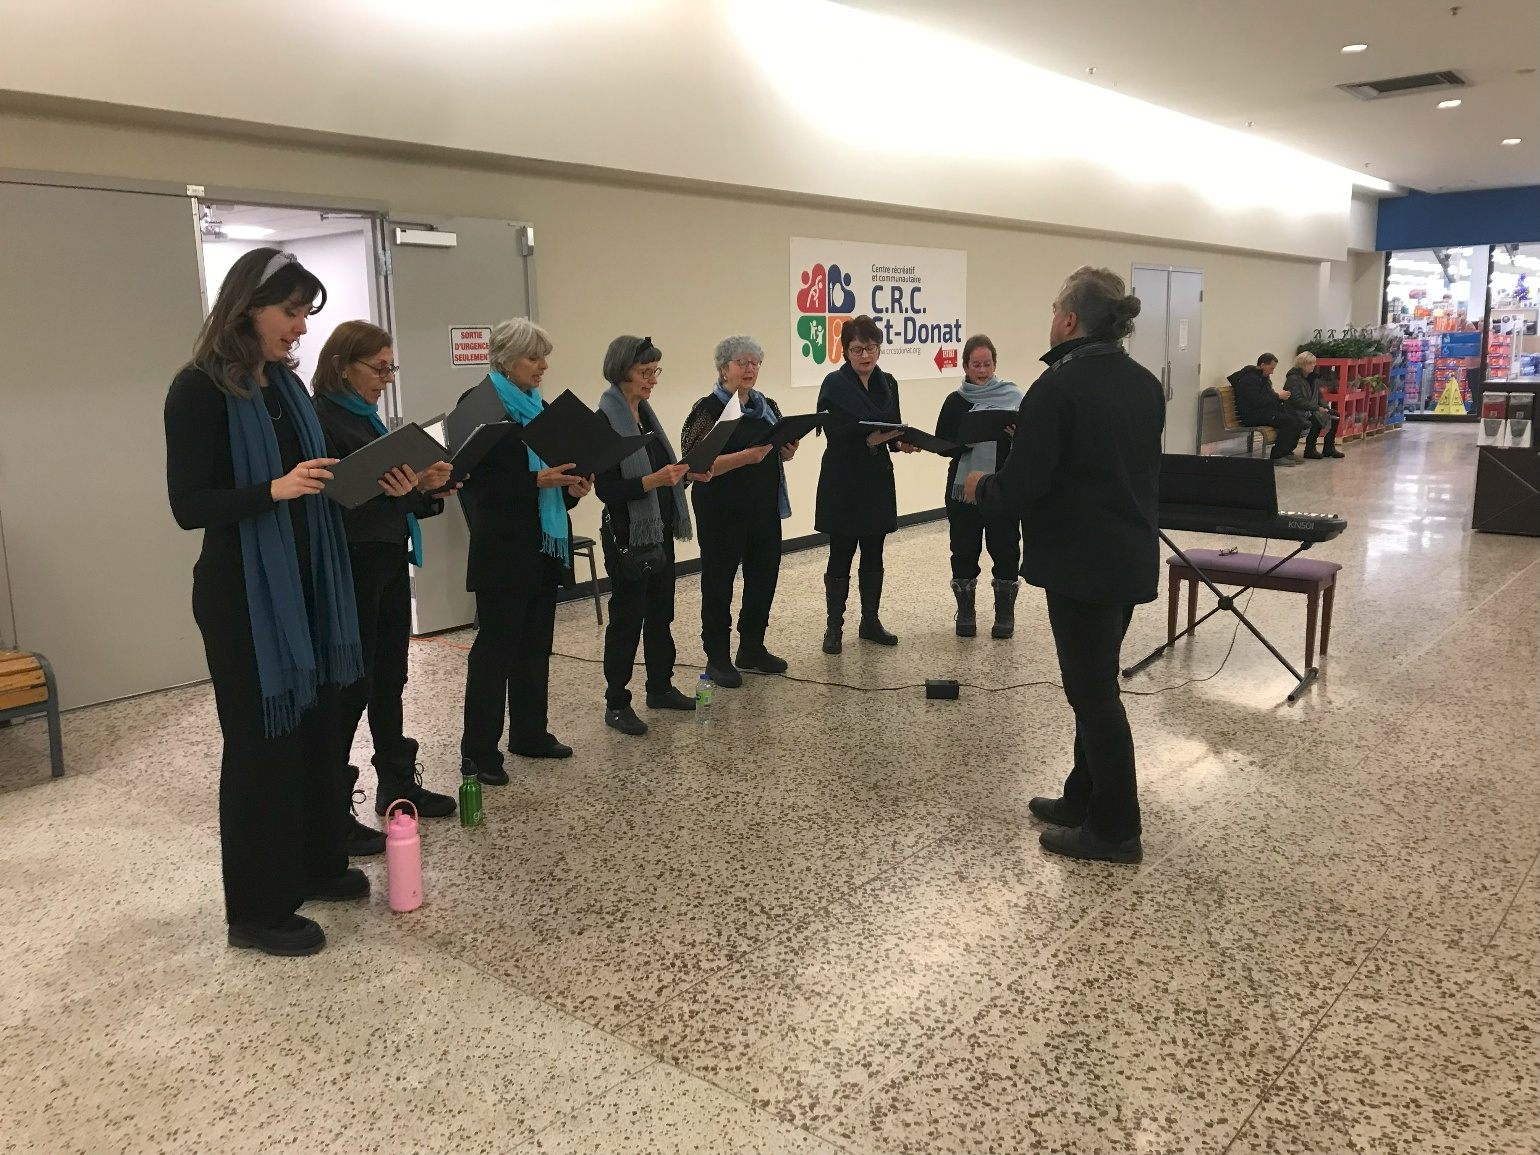 SORTIE
D'URGENCE
SEULEMENT
Centre récréatif
et communautaire
C.R.C.
St-Donat
www.crcstdonat.org
KN501